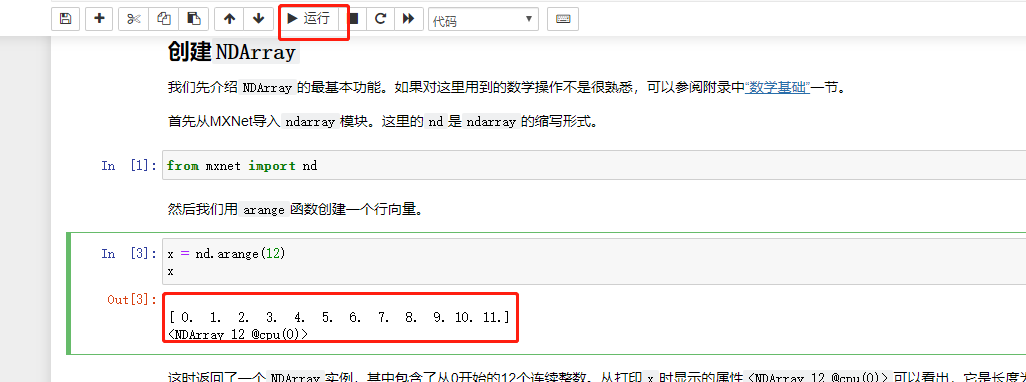 运行
代码
创建NDArray
我们先介绍 NDArray 的最基本功能。如果对这里用到的数学操作不是很熟悉，可以参阅附录中“数学基础”一节。
首先从MXNet导入 ndarray 模块。这里的 nd 是 ndarray 的缩写形式。
In [1]: from mxnet import nd
然后我们用 arange 函数创建一个行向量。
In [3]: x = nd.arange(12)
x
Out[3]:
[ 0. 1. 2. 3. 4. 5. 6. 7. 8. 9. 10. 11.]
<NDArray 12 @cpu(0)>
这时返回了一个 NDArray 实例，其中包含了从0开始的12个连续整数。从打印 x 时显示的属性 <NDArray 12 @cpu(0)> 可以看出，它是长度为